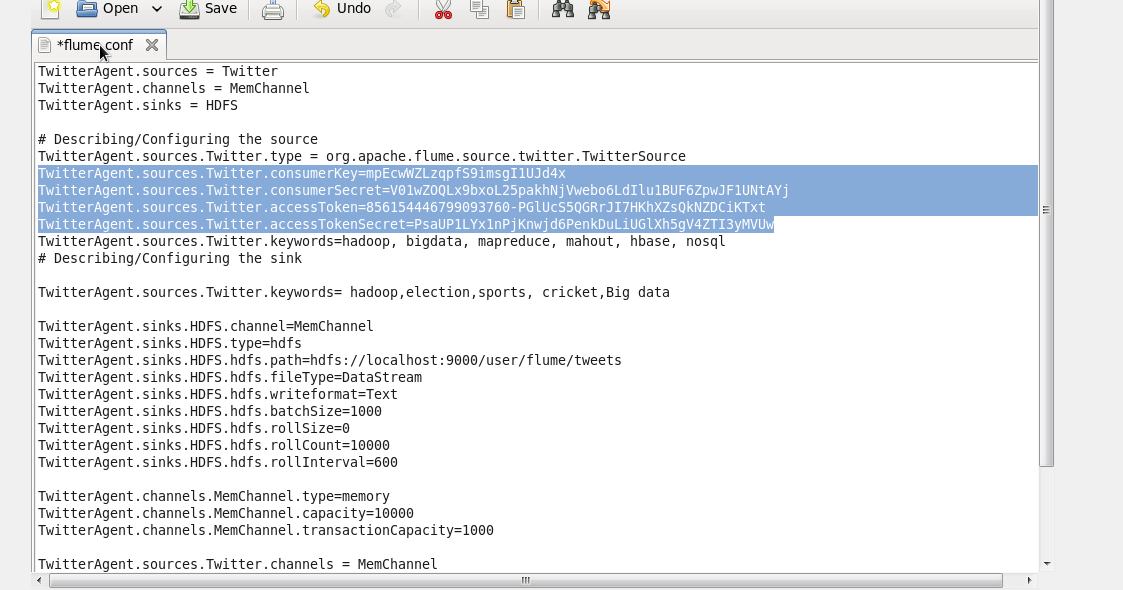 Open Save Undo
*flume.conf
TwitterAgent.sources = Twitter
TwitterAgent.channels = MemChannel
TwitterAgent.sinks = HDFS
# Describing/Configuring the source
TwitterAgent.sources.Twitter.type = org.apache.flume.source.twitter.TwitterSource
TwitterAgent.sources.Twitter.consumerKey=mpEcwWZLzqpfS9imsgI1UJd4x
TwitterAgent.sources.Twitter.consumerSecret=V01wZOQLx9bxoL25pakhNjVwebo6LdIlu1BUF6ZpwJF1UNtAYj
TwitterAgent.sources.Twitter.accessToken=856154446799093760-PGlUcS5QGRrJI7HKhXZsQkNZDCiKTxt
TwitterAgent.sources.Twitter.accessTokenSecret=PsaUP1LYx1nPjKnwjd6PenkDuLiUGlXh5gV4ZTI3yMVUw
TwitterAgent.sources.Twitter.keywords=hadoop, bigdata, mapreduce, mahout, hbase, nosql
# Describing/Configuring the sink
TwitterAgent.sources.Twitter.keywords= hadoop,election,sports, cricket,Big data
TwitterAgent.sinks.HDFS.channel=MemChannel
TwitterAgent.sinks.HDFS.type=hdfs
TwitterAgent.sinks.HDFS.hdfs.path=hdfs://localhost:9000/user/flume/tweets
TwitterAgent.sinks.HDFS.hdfs.fileType=DataStream
TwitterAgent.sinks.HDFS.hdfs.writeformat=Text
TwitterAgent.sinks.HDFS.hdfs.batchSize=1000
TwitterAgent.sinks.HDFS.hdfs.rollSize=0
TwitterAgent.sinks.HDFS.hdfs.rollCount=10000
TwitterAgent.sinks.HDFS.hdfs.rollInterval=600
TwitterAgent.channels.MemChannel.type=memory
TwitterAgent.channels.MemChannel.capacity=10000
TwitterAgent.channels.MemChannel.transactionCapacity=1000
TwitterAgent.sources.Twitter.channels = MemChannel